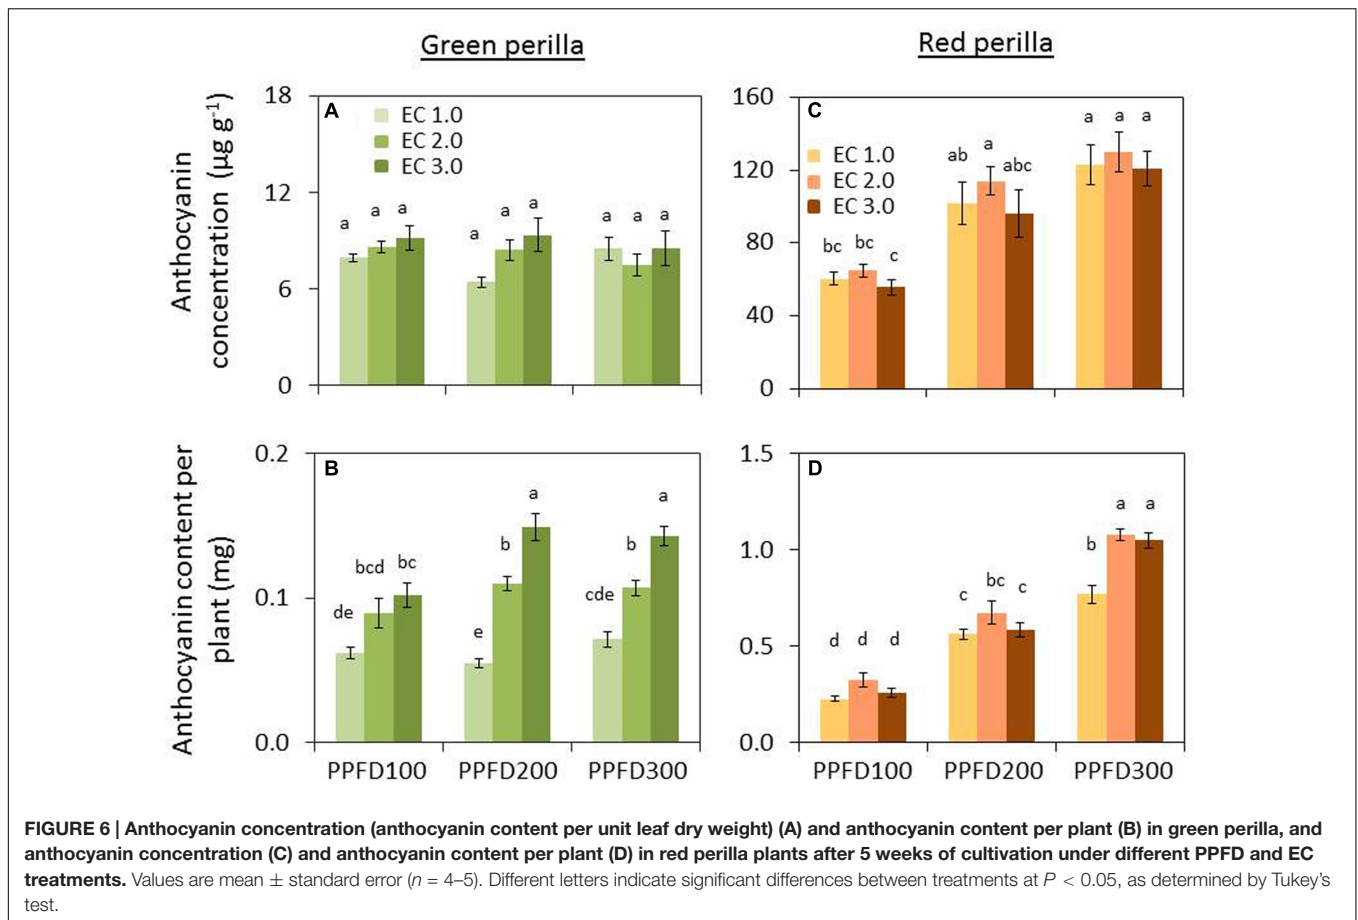 Green perilla
Red perilla
Anthocyanin
concentration (µg g⁻¹)
18
12
6
0
A
EC 1.0
EC 2.0
EC 3.0
a
a
a
a
a
a
a
a
a
160
120
80
40
0
C
EC 1.0
EC 2.0
EC 3.0
bc
bc
c
ab
a
abc
a
a
a
Anthocyanin content per
plant (mg)
0.2
0.1
0.0
B
de
bcd
bc
e
b
a
cde
b
a
PPFD100
PPFD200
PPFD300
1.5
1.0
0.5
0.0
D
d
d
d
c
bc
c
b
a
a
PPFD100
PPFD200
PPFD300
FIGURE 6 | Anthocyanin concentration (anthocyanin content per unit leaf dry weight) (A) and anthocyanin content per plant (B) in green perilla, and
anthocyanin concentration (C) and anthocyanin content per plant (D) in red perilla plants after 5 weeks of cultivation under different PPFD and EC
treatments. Values are mean ± standard error (n = 4–5). Different letters indicate significant differences between treatments at P < 0.05, as determined by Tukey's
test.